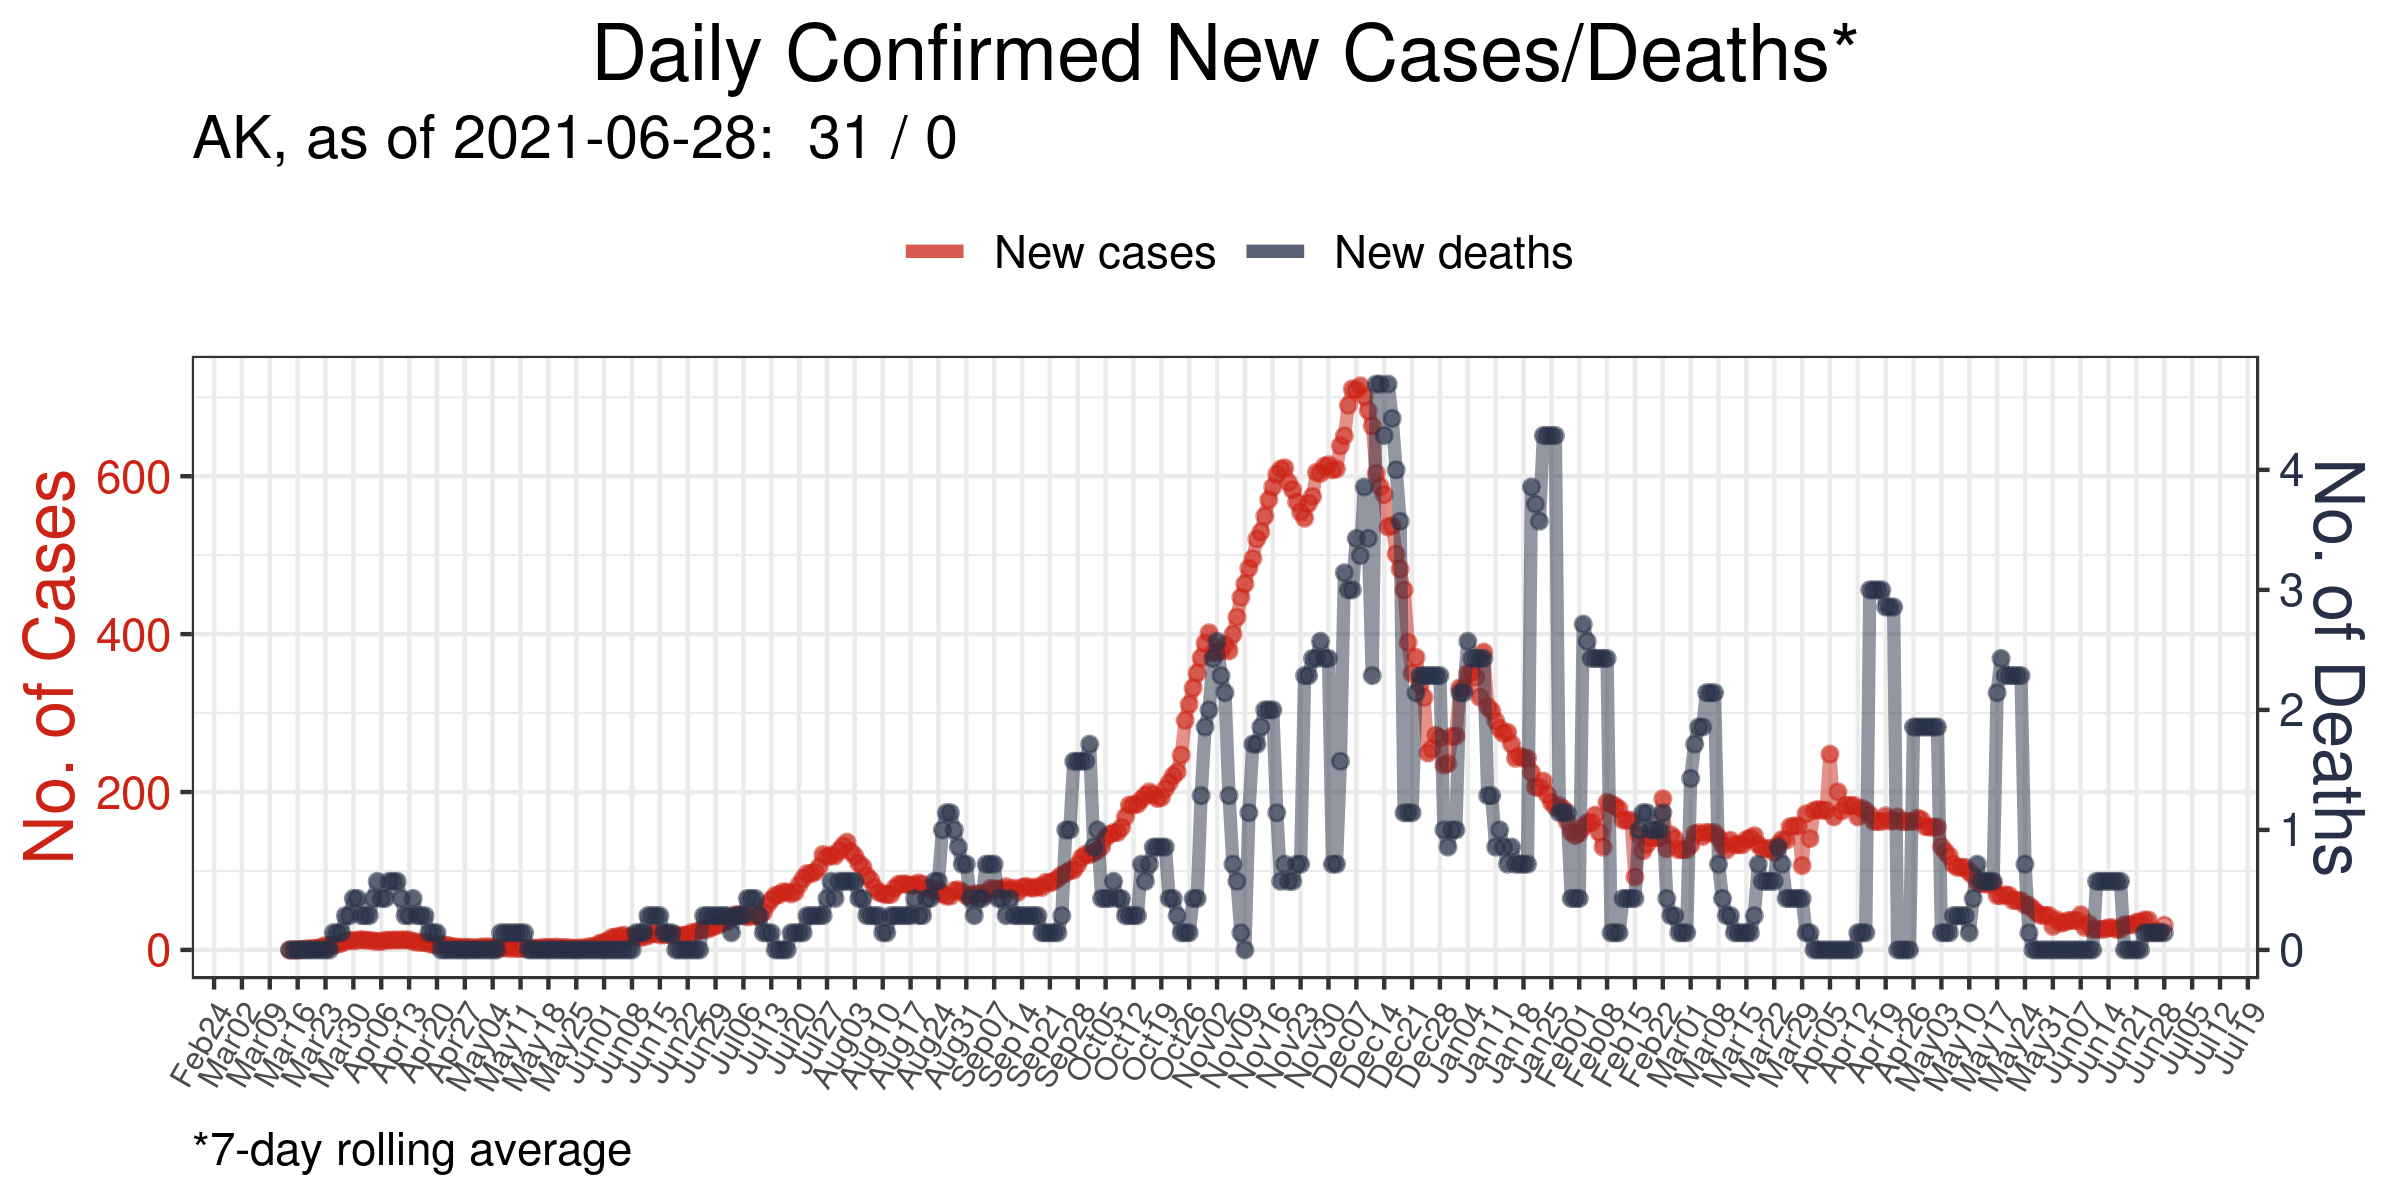 Daily Confirmed New Cases/Deaths*
AK, as of 2021-06-28:  31 / 0
New cases
New deaths
No. of Cases
600
400
200
0
4
3
2
1
0
No. of Deaths
Feb24
Mar02
Mar09
Mar16
Mar23
Mar30
Apr06
Apr13
Apr20
Apr27
May04
May11
May18
May25
Jun01
Jun08
Jun15
Jun22
Jun29
Jul06
Jul13
Jul20
Jul27
Aug03
Aug10
Aug17
Aug24
Aug31
Sep07
Sep14
Sep21
Sep28
Oct05
Oct12
Oct19
Oct26
Nov02
Nov09
Nov16
Nov23
Nov30
Dec07
Dec14
Dec21
Dec28
Jan04
Jan11
Jan18
Jan25
Feb01
Feb08
Feb15
Feb22
Mar01
Mar08
Mar15
Mar22
Mar29
Apr05
Apr12
Apr19
Apr26
May03
May10
May17
May24
May31
Jun07
Jun14
Jun21
Jun28
Jul05
Jul12
Jul19
*7-day rolling average